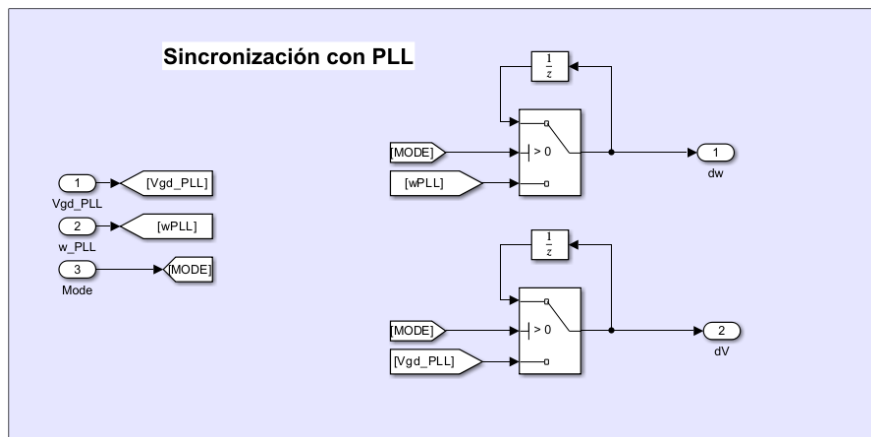 Sincronización con PLL
1
z
[MODE]
> 0
1
[wPLL]
dw
1
[Vgd_PLL]
Vgd_PLL
2
[wPLL]
w_PLL
3
[MODE]
Mode
1
z
[MODE]
> 0
2
[Vgd_PLL]
dV